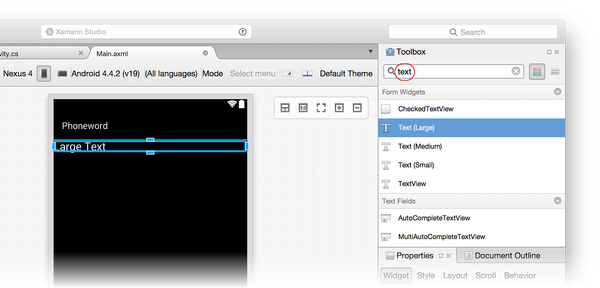 Xamarin Studio
Search
vity.cs
Main.axml
Toolbox
Nexus 4
Android 4.4.2 (v19)
(All languages)
Mode
Select menu
Default Theme
text
Form Widgets
CheckedTextView
Text (Large)
Text (Medium)
Text (Small)
TextView
Text Fields
AutoCompleteTextView
MultiAutoCompleteTextView
Phoneword
Large Text
Properties
Document Outline
Widget
Style
Layout
Scroll
Behavior